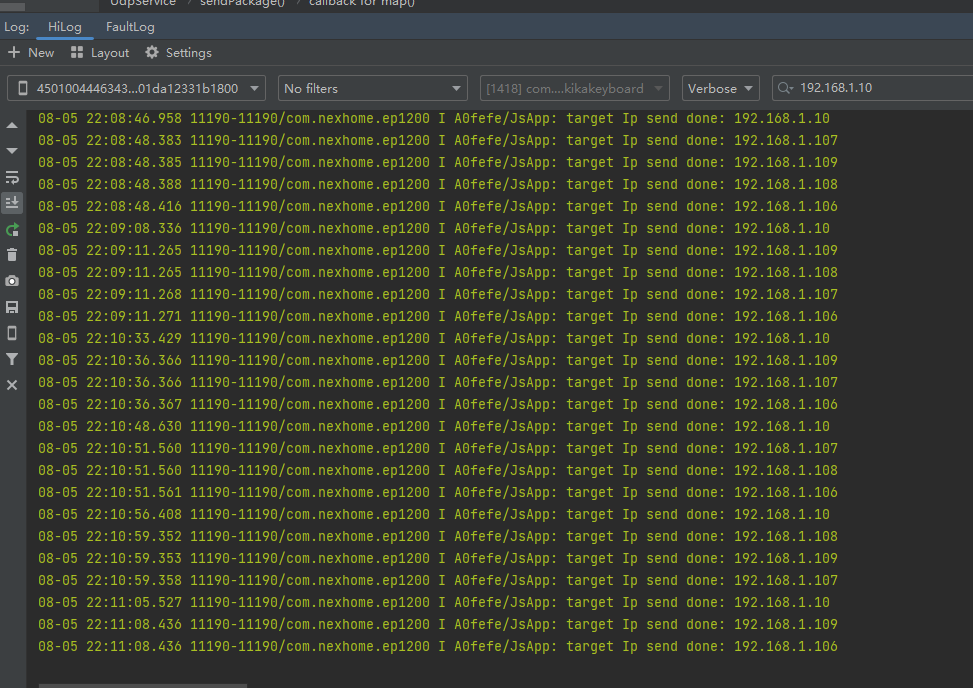 UdpService sendPackage() callback for map()
Log: HiLog FaultLog
New Layout Settings
4501004446343...01da12331b1800 No filters [1418] com....kikakeyboard Verbose 192.168.1.10
08-05 22:08:46.958 11190-11190/com.nexhome.ep1200 I A0fefe/JsApp: target Ip send done: 192.168.1.10
08-05 22:08:48.383 11190-11190/com.nexhome.ep1200 I A0fefe/JsApp: target Ip send done: 192.168.1.107
08-05 22:08:48.385 11190-11190/com.nexhome.ep1200 I A0fefe/JsApp: target Ip send done: 192.168.1.109
08-05 22:08:48.388 11190-11190/com.nexhome.ep1200 I A0fefe/JsApp: target Ip send done: 192.168.1.108
08-05 22:08:48.416 11190-11190/com.nexhome.ep1200 I A0fefe/JsApp: target Ip send done: 192.168.1.106
08-05 22:09:08.336 11190-11190/com.nexhome.ep1200 I A0fefe/JsApp: target Ip send done: 192.168.1.10
08-05 22:09:11.265 11190-11190/com.nexhome.ep1200 I A0fefe/JsApp: target Ip send done: 192.168.1.109
08-05 22:09:11.265 11190-11190/com.nexhome.ep1200 I A0fefe/JsApp: target Ip send done: 192.168.1.108
08-05 22:09:11.268 11190-11190/com.nexhome.ep1200 I A0fefe/JsApp: target Ip send done: 192.168.1.107
08-05 22:09:11.271 11190-11190/com.nexhome.ep1200 I A0fefe/JsApp: target Ip send done: 192.168.1.106
08-05 22:10:33.429 11190-11190/com.nexhome.ep1200 I A0fefe/JsApp: target Ip send done: 192.168.1.10
08-05 22:10:36.366 11190-11190/com.nexhome.ep1200 I A0fefe/JsApp: target Ip send done: 192.168.1.109
08-05 22:10:36.366 11190-11190/com.nexhome.ep1200 I A0fefe/JsApp: target Ip send done: 192.168.1.107
08-05 22:10:36.367 11190-11190/com.nexhome.ep1200 I A0fefe/JsApp: target Ip send done: 192.168.1.106
08-05 22:10:48.630 11190-11190/com.nexhome.ep1200 I A0fefe/JsApp: target Ip send done: 192.168.1.10
08-05 22:10:51.560 11190-11190/com.nexhome.ep1200 I A0fefe/JsApp: target Ip send done: 192.168.1.107
08-05 22:10:51.560 11190-11190/com.nexhome.ep1200 I A0fefe/JsApp: target Ip send done: 192.168.1.108
08-05 22:10:51.561 11190-11190/com.nexhome.ep1200 I A0fefe/JsApp: target Ip send done: 192.168.1.106
08-05 22:10:56.408 11190-11190/com.nexhome.ep1200 I A0fefe/JsApp: target Ip send done: 192.168.1.10
08-05 22:10:59.352 11190-11190/com.nexhome.ep1200 I A0fefe/JsApp: target Ip send done: 192.168.1.108
08-05 22:10:59.353 11190-11190/com.nexhome.ep1200 I A0fefe/JsApp: target Ip send done: 192.168.1.109
08-05 22:10:59.358 11190-11190/com.nexhome.ep1200 I A0fefe/JsApp: target Ip send done: 192.168.1.107
08-05 22:11:05.527 11190-11190/com.nexhome.ep1200 I A0fefe/JsApp: target Ip send done: 192.168.1.10
08-05 22:11:08.436 11190-11190/com.nexhome.ep1200 I A0fefe/JsApp: target Ip send done: 192.168.1.109
08-05 22:11:08.436 11190-11190/com.nexhome.ep1200 I A0fefe/JsApp: target Ip send done: 192.168.1.106